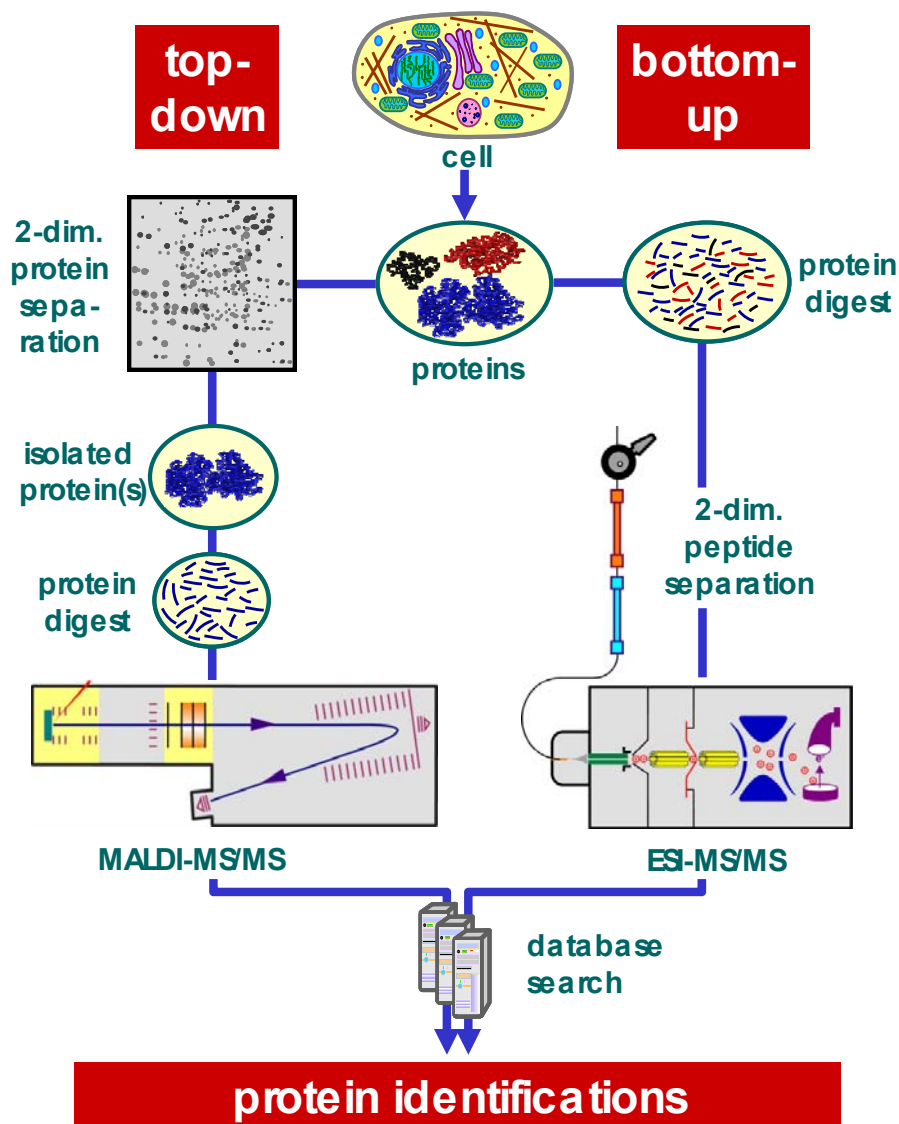 top-
down
bottom-
up
cell
2-dim.
protein
sepa-
ration
proteins
protein
digest
isolated
protein(s)
2-dim.
peptide
separation
protein
digest
MALDI-MS/MS
ESI-MS/MS
database
search
protein identifications